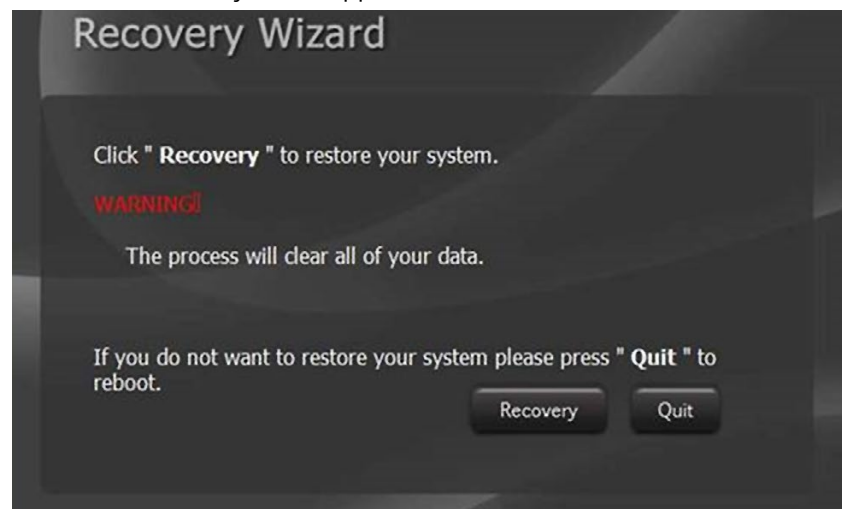 Recovery Wizard
Click " Recovery " to restore your system.
WARNING
The process will clear all of your data.
If you do not want to restore your system please press " Quit " to
reboot.
Recovery
Quit